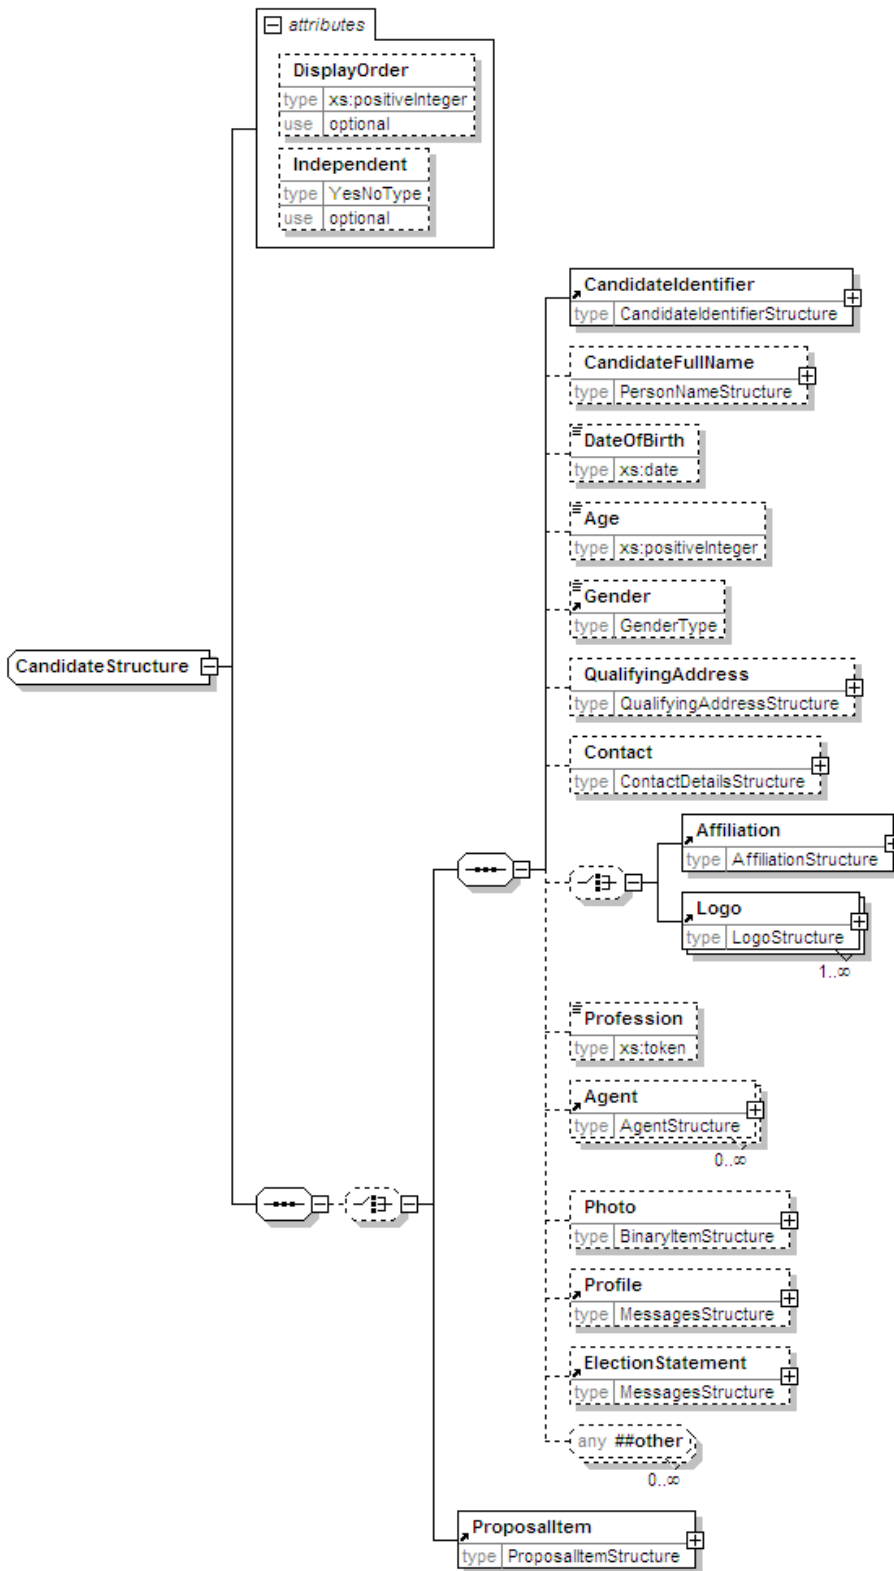 attributes
DisplayOrder
type xs:positiveInteger
use optional
Independent
type YesNoType
use optional
CandidateIdentifier
type CandidateIdentifierStructure
CandidateFullName
type PersonNameStructure
DateOfBirth
type xs:date
Age
type xs:positiveInteger
Gender
type GenderType
CandidateStructure
QualifyingAddress
type QualifyingAddressStructure
Contact
type ContactDetailsStructure
Affiliation
type AffiliationStructure
Logo
type LogoStructure
1..∞
Profession
type xs:token
Agent
type AgentStructure
0..∞
Photo
type BinaryItemStructure
Profile
type MessagesStructure
ElectionStatement
type MessagesStructure
any ##other
0..∞
ProposalItem
type ProposalItemStructure